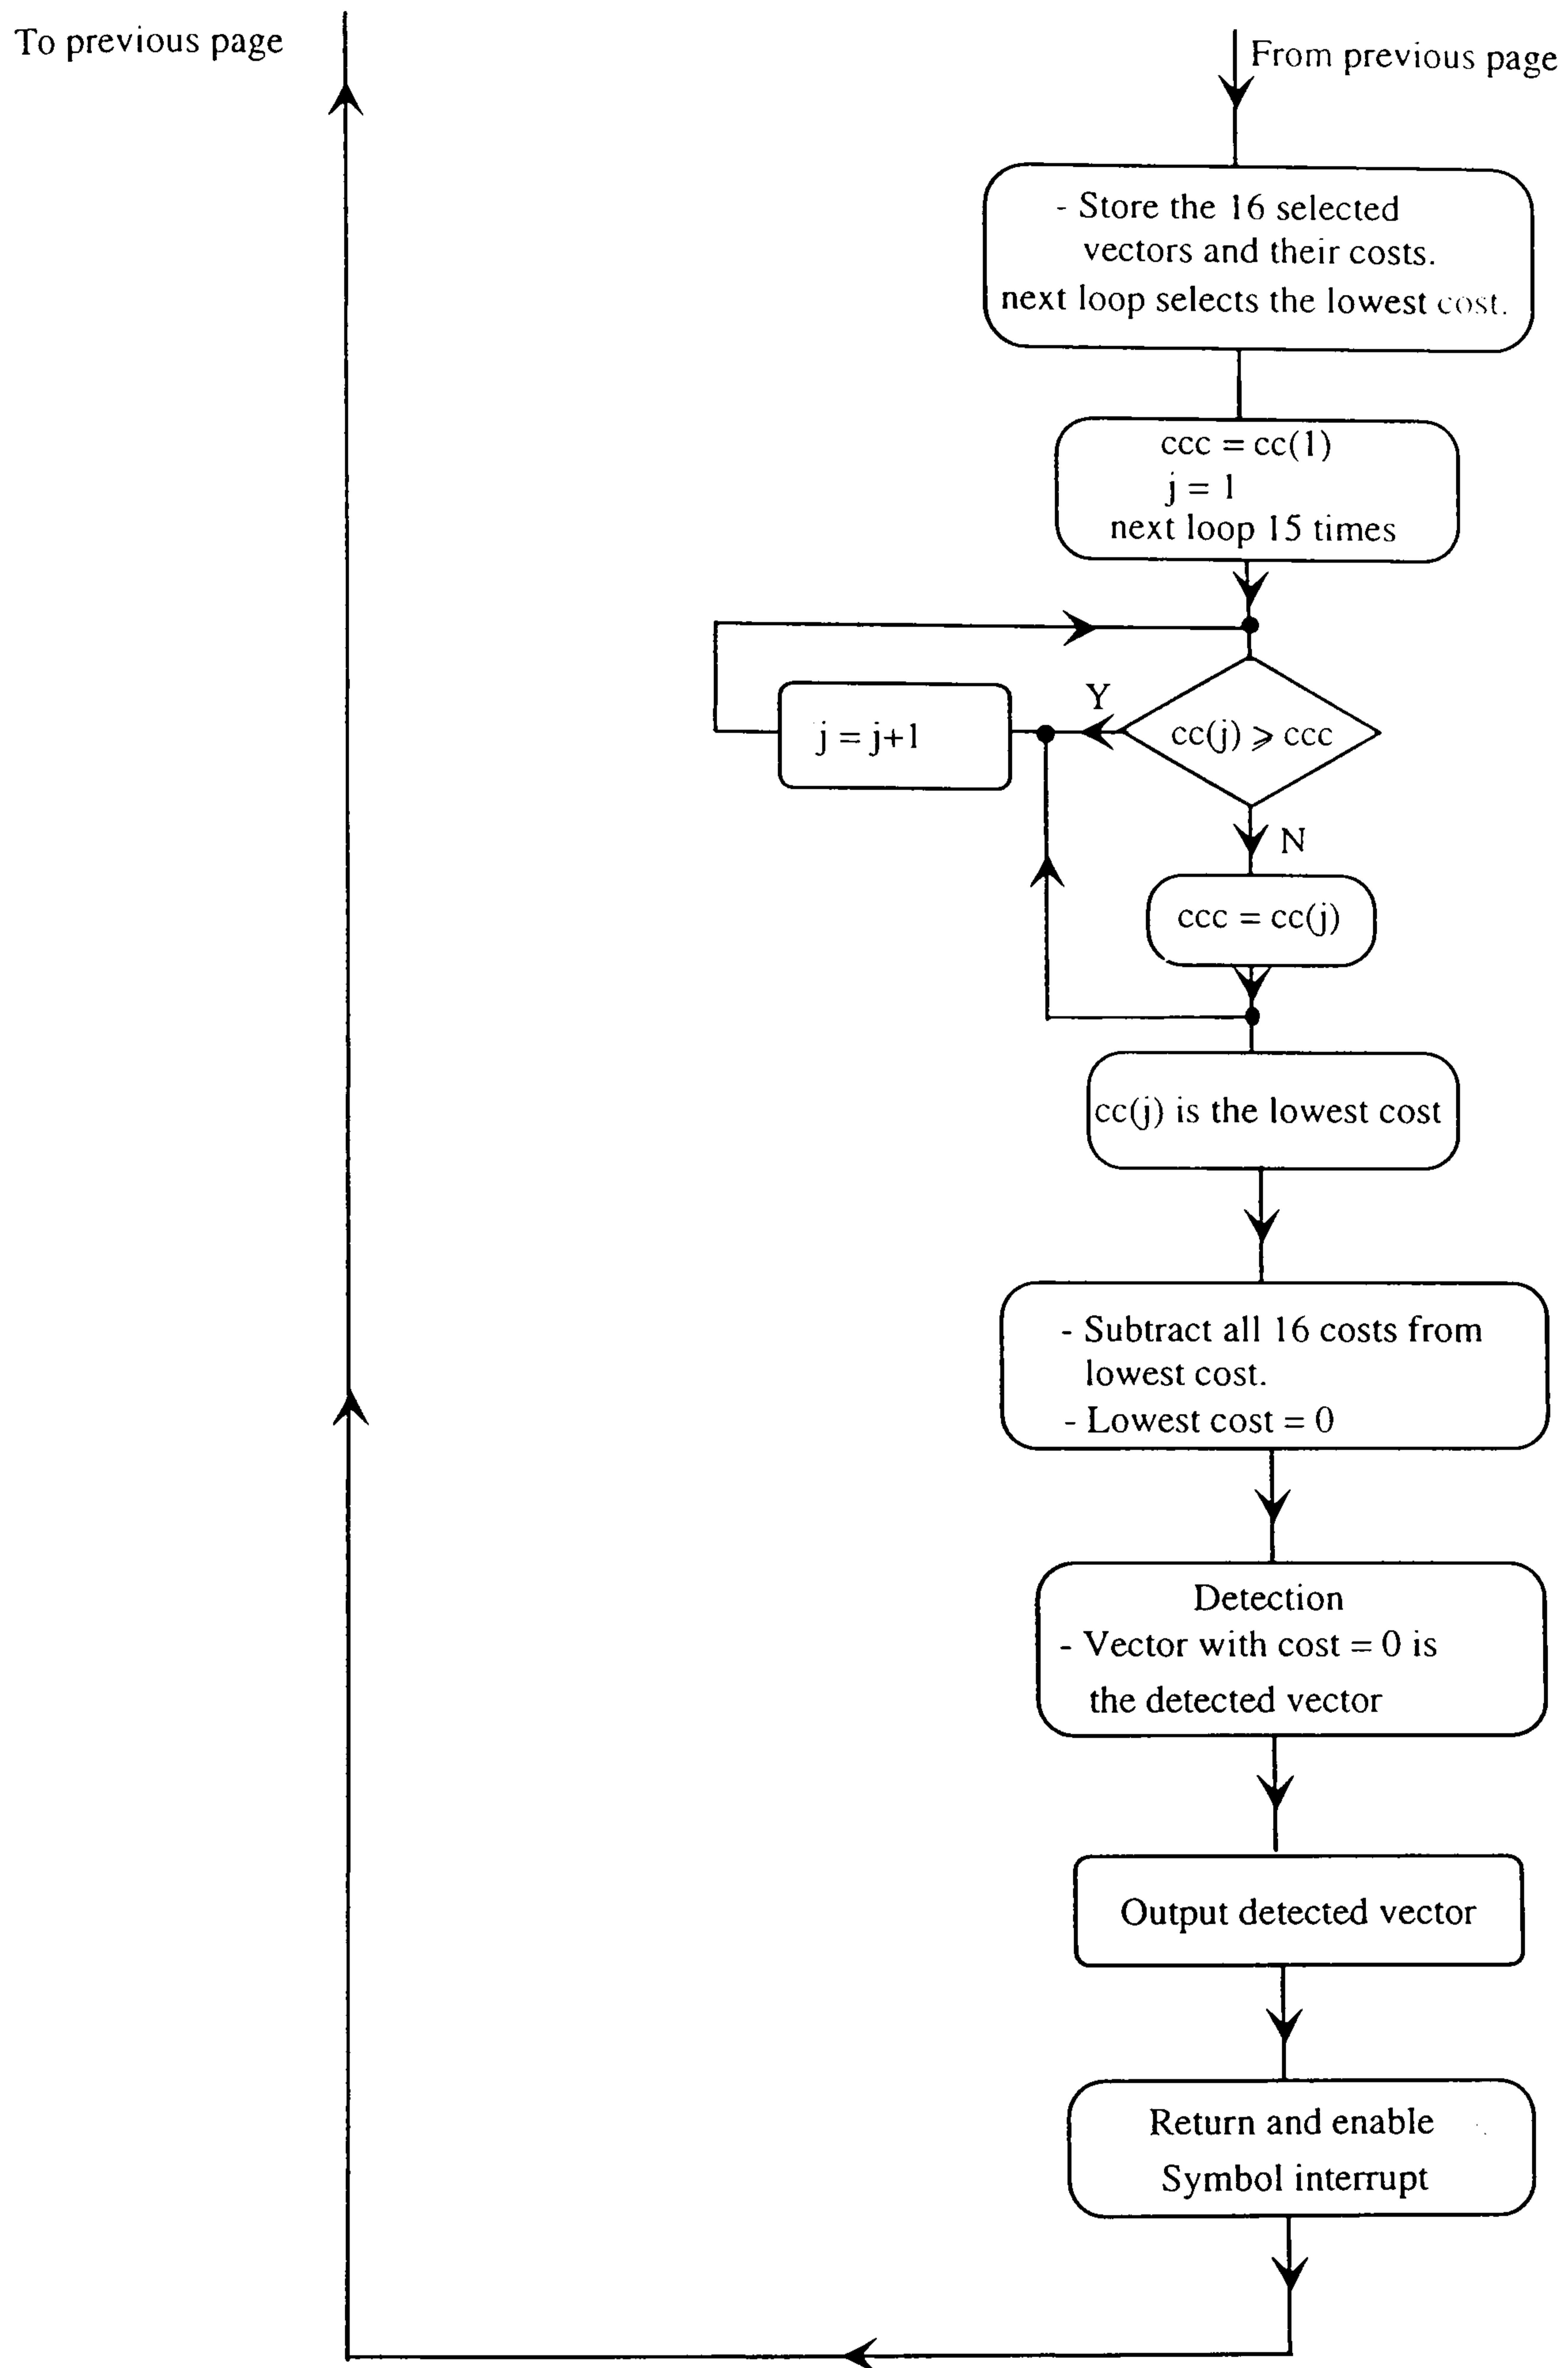 To previous page
From previous page
- Store the 16 selected
vectors and their costs.
next loop selects the lowest cost.
ccc = cc(1)
j = 1
next loop 15 times
Y
j = j+1
cc(j) ⩾ ccc
N
ccc = cc(j)
cc(j) is the lowest cost
- Subtract all 16 costs from
lowest cost.
- Lowest cost = 0
Detection
- Vector with cost = 0 is
the detected vector
Output detected vector
Return and enable
Symbol interrupt